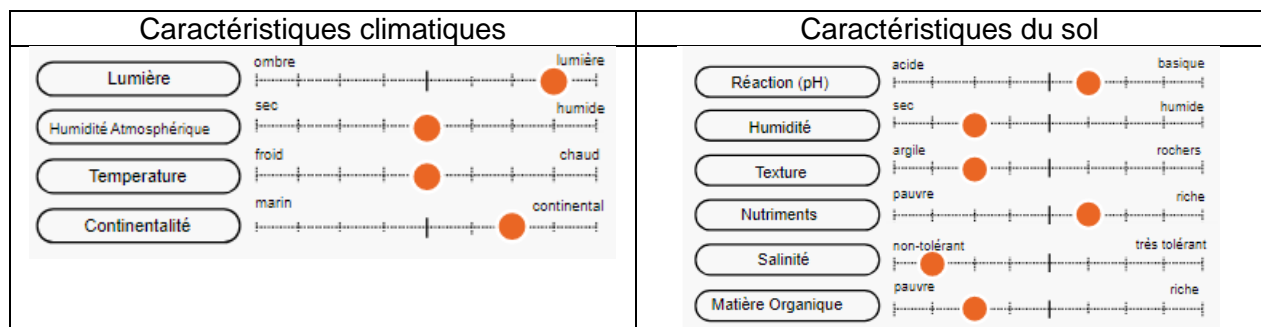 Caractéristiques climatiques
Lumière
ombre
lumière
Humidité Atmosphérique
sec
humide
Temperature
froid
chaud
Continentalité
marin
continental
Caractéristiques du sol
Réaction (pH)
acide
basique
Humidité
sec
humide
Texture
argile
rochers
Nutriments
pauvre
riche
Salinité
non-tolérant
très tolérant
Matière Organique
pauvre
riche